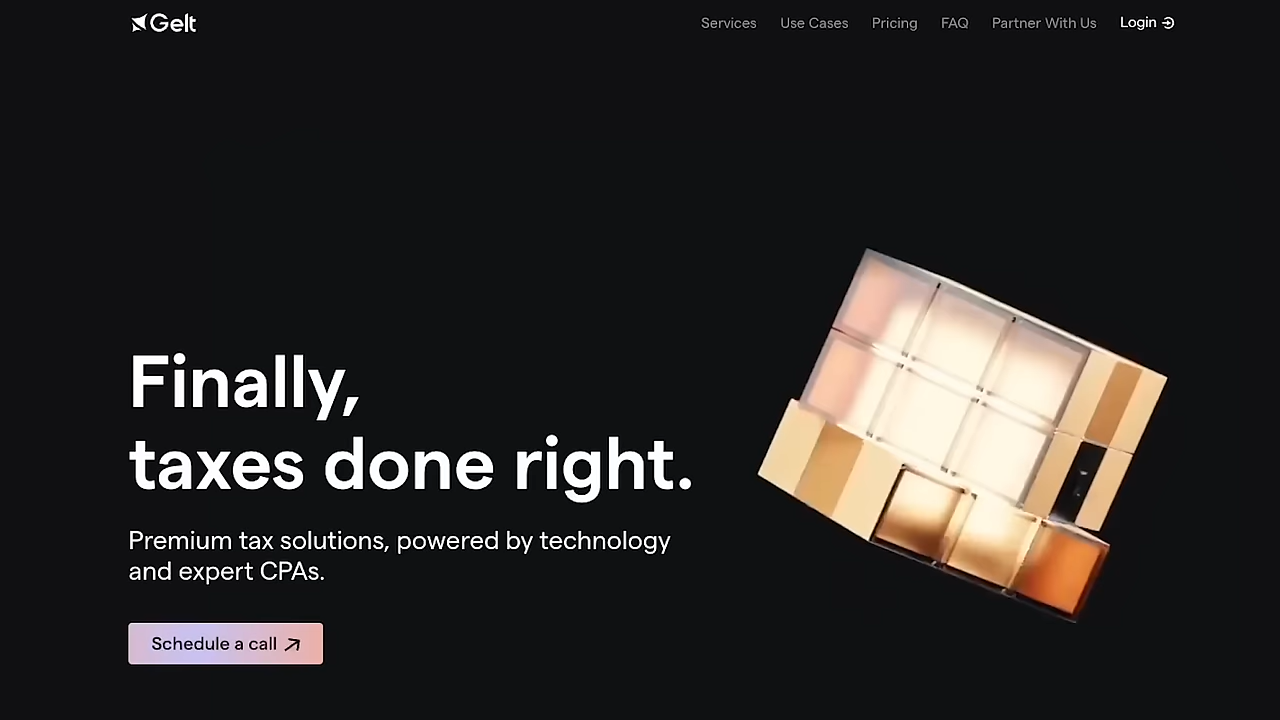 Gelt
Services
Use Cases
Pricing
FAQ
Partner With Us
Login
Finally,
taxes done right.
Premium tax solutions, powered by technology
and expert CPAs.
Schedule a call